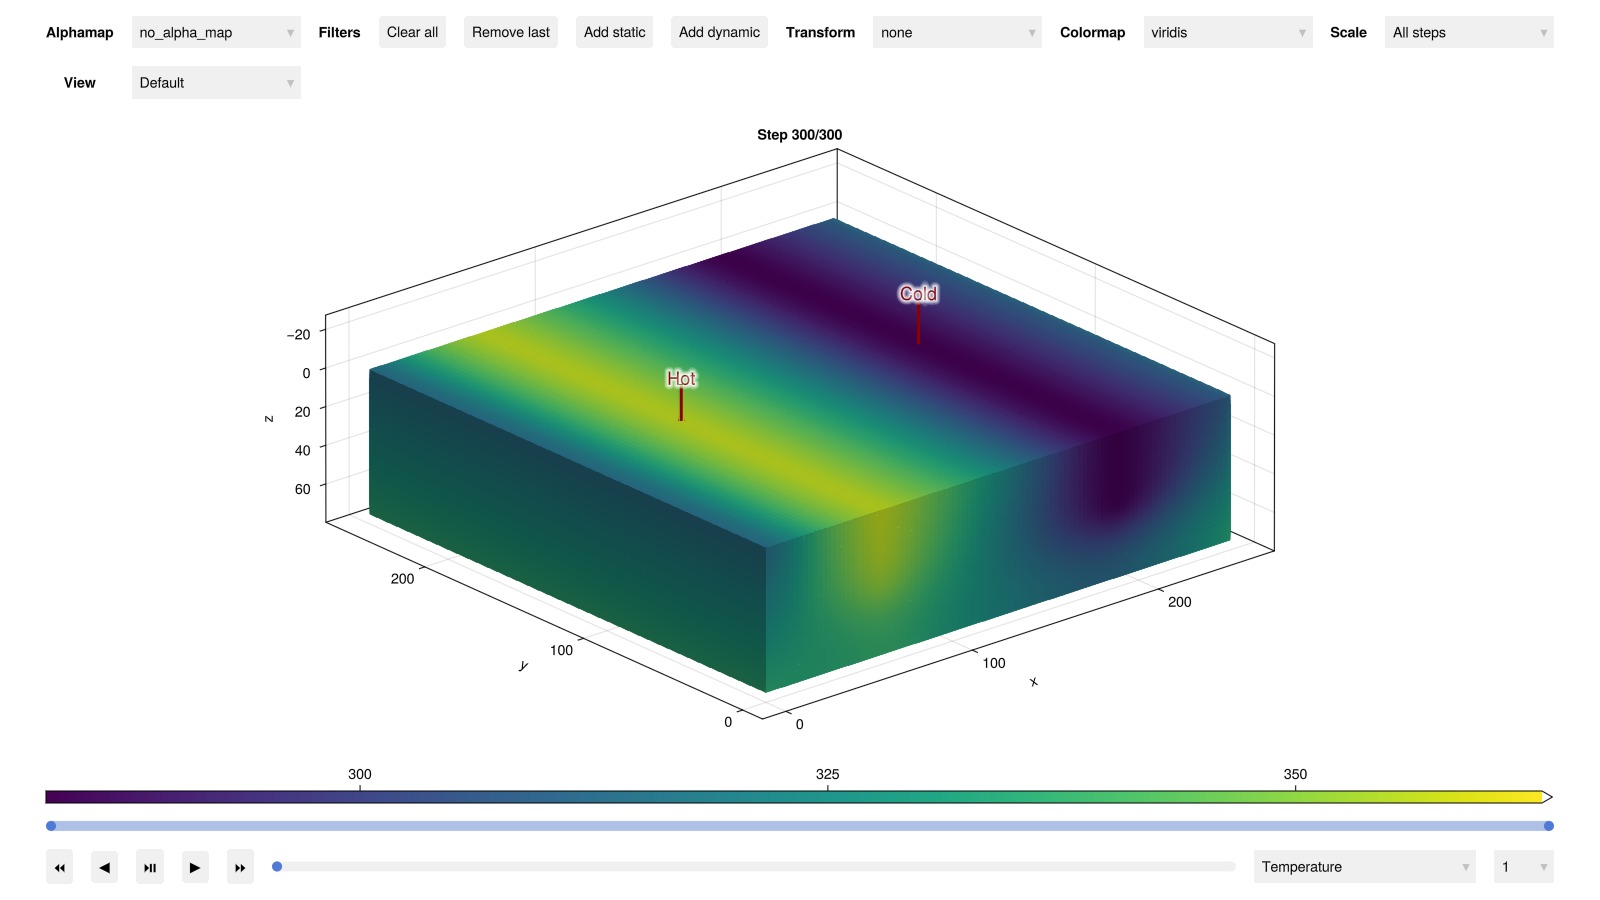 Alphamap no_alpha_map Filters Clear all Remove last Add static Add dynamic Transform none Colormap viridis Scale All steps
View Default
Step 300/300
Cold
Hot
−20
0
20
40
60
z
200
100
0
y
0
100
200
x
300 325 350
Temperature 1